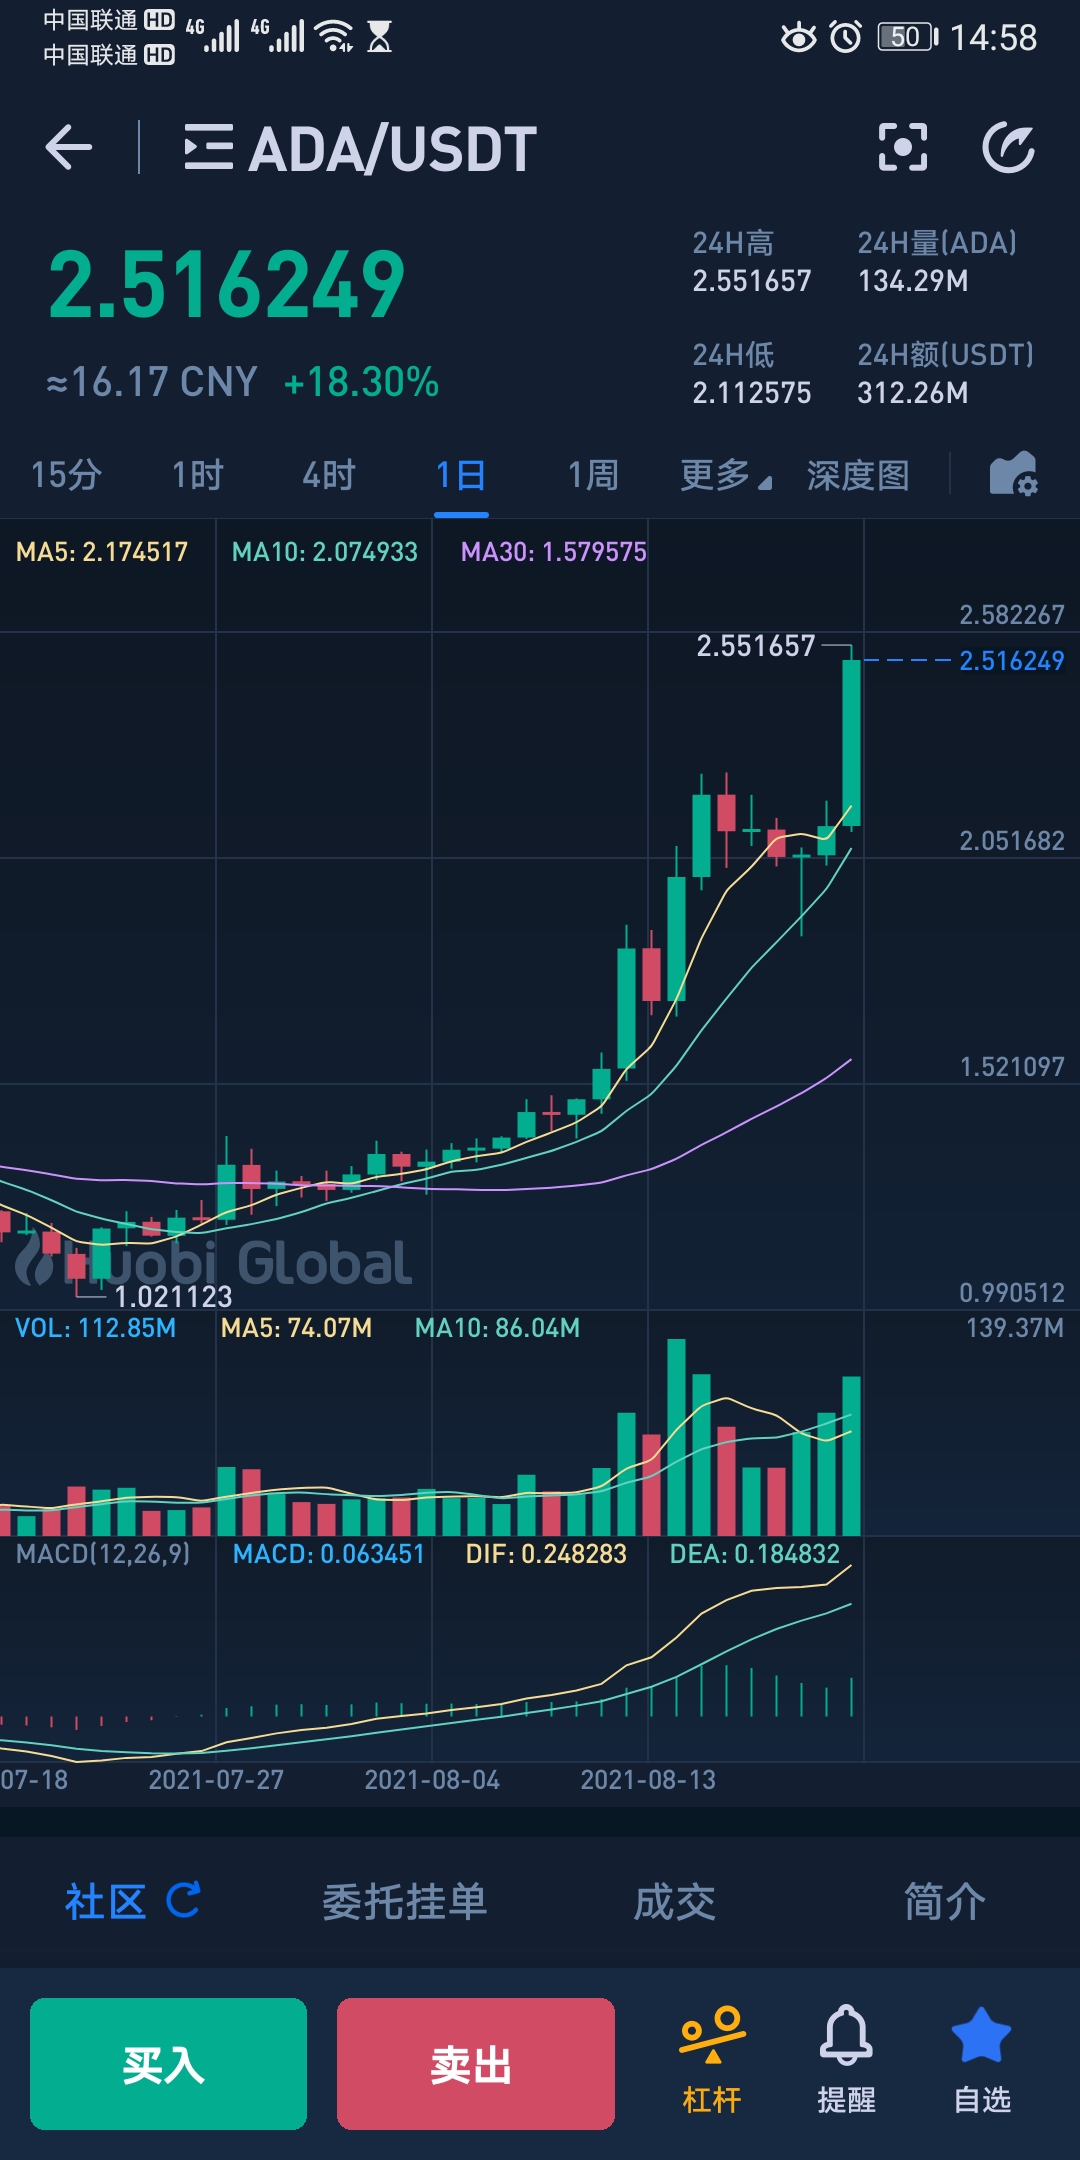 中国联通 HD 4G 4G 50 14:58
中国联通 HD
ADA/USDT
2.516249
≈16.17 CNY +18.30%
24H高 24H量(ADA)
2.551657 134.29M
24H低 24H额(USDT)
2.112575 312.26M
15分 1时 4时 1日 1周 更多 深度图
MA5: 2.174517 MA10: 2.074933 MA30: 1.579575
2.582267
2.551657
2.516249
2.051682
1.521097
Huobi Global
1.021123
0.990512
VOL: 112.85M MA5: 74.07M MA10: 86.04M 139.37M
MACD(12,26,9) MACD: 0.063451 DIF: 0.248283 DEA: 0.184832
07-18 2021-07-27 2021-08-04 2021-08-13
社区 委托挂单 成交 简介
买入 卖出 杠杆 提醒 自选